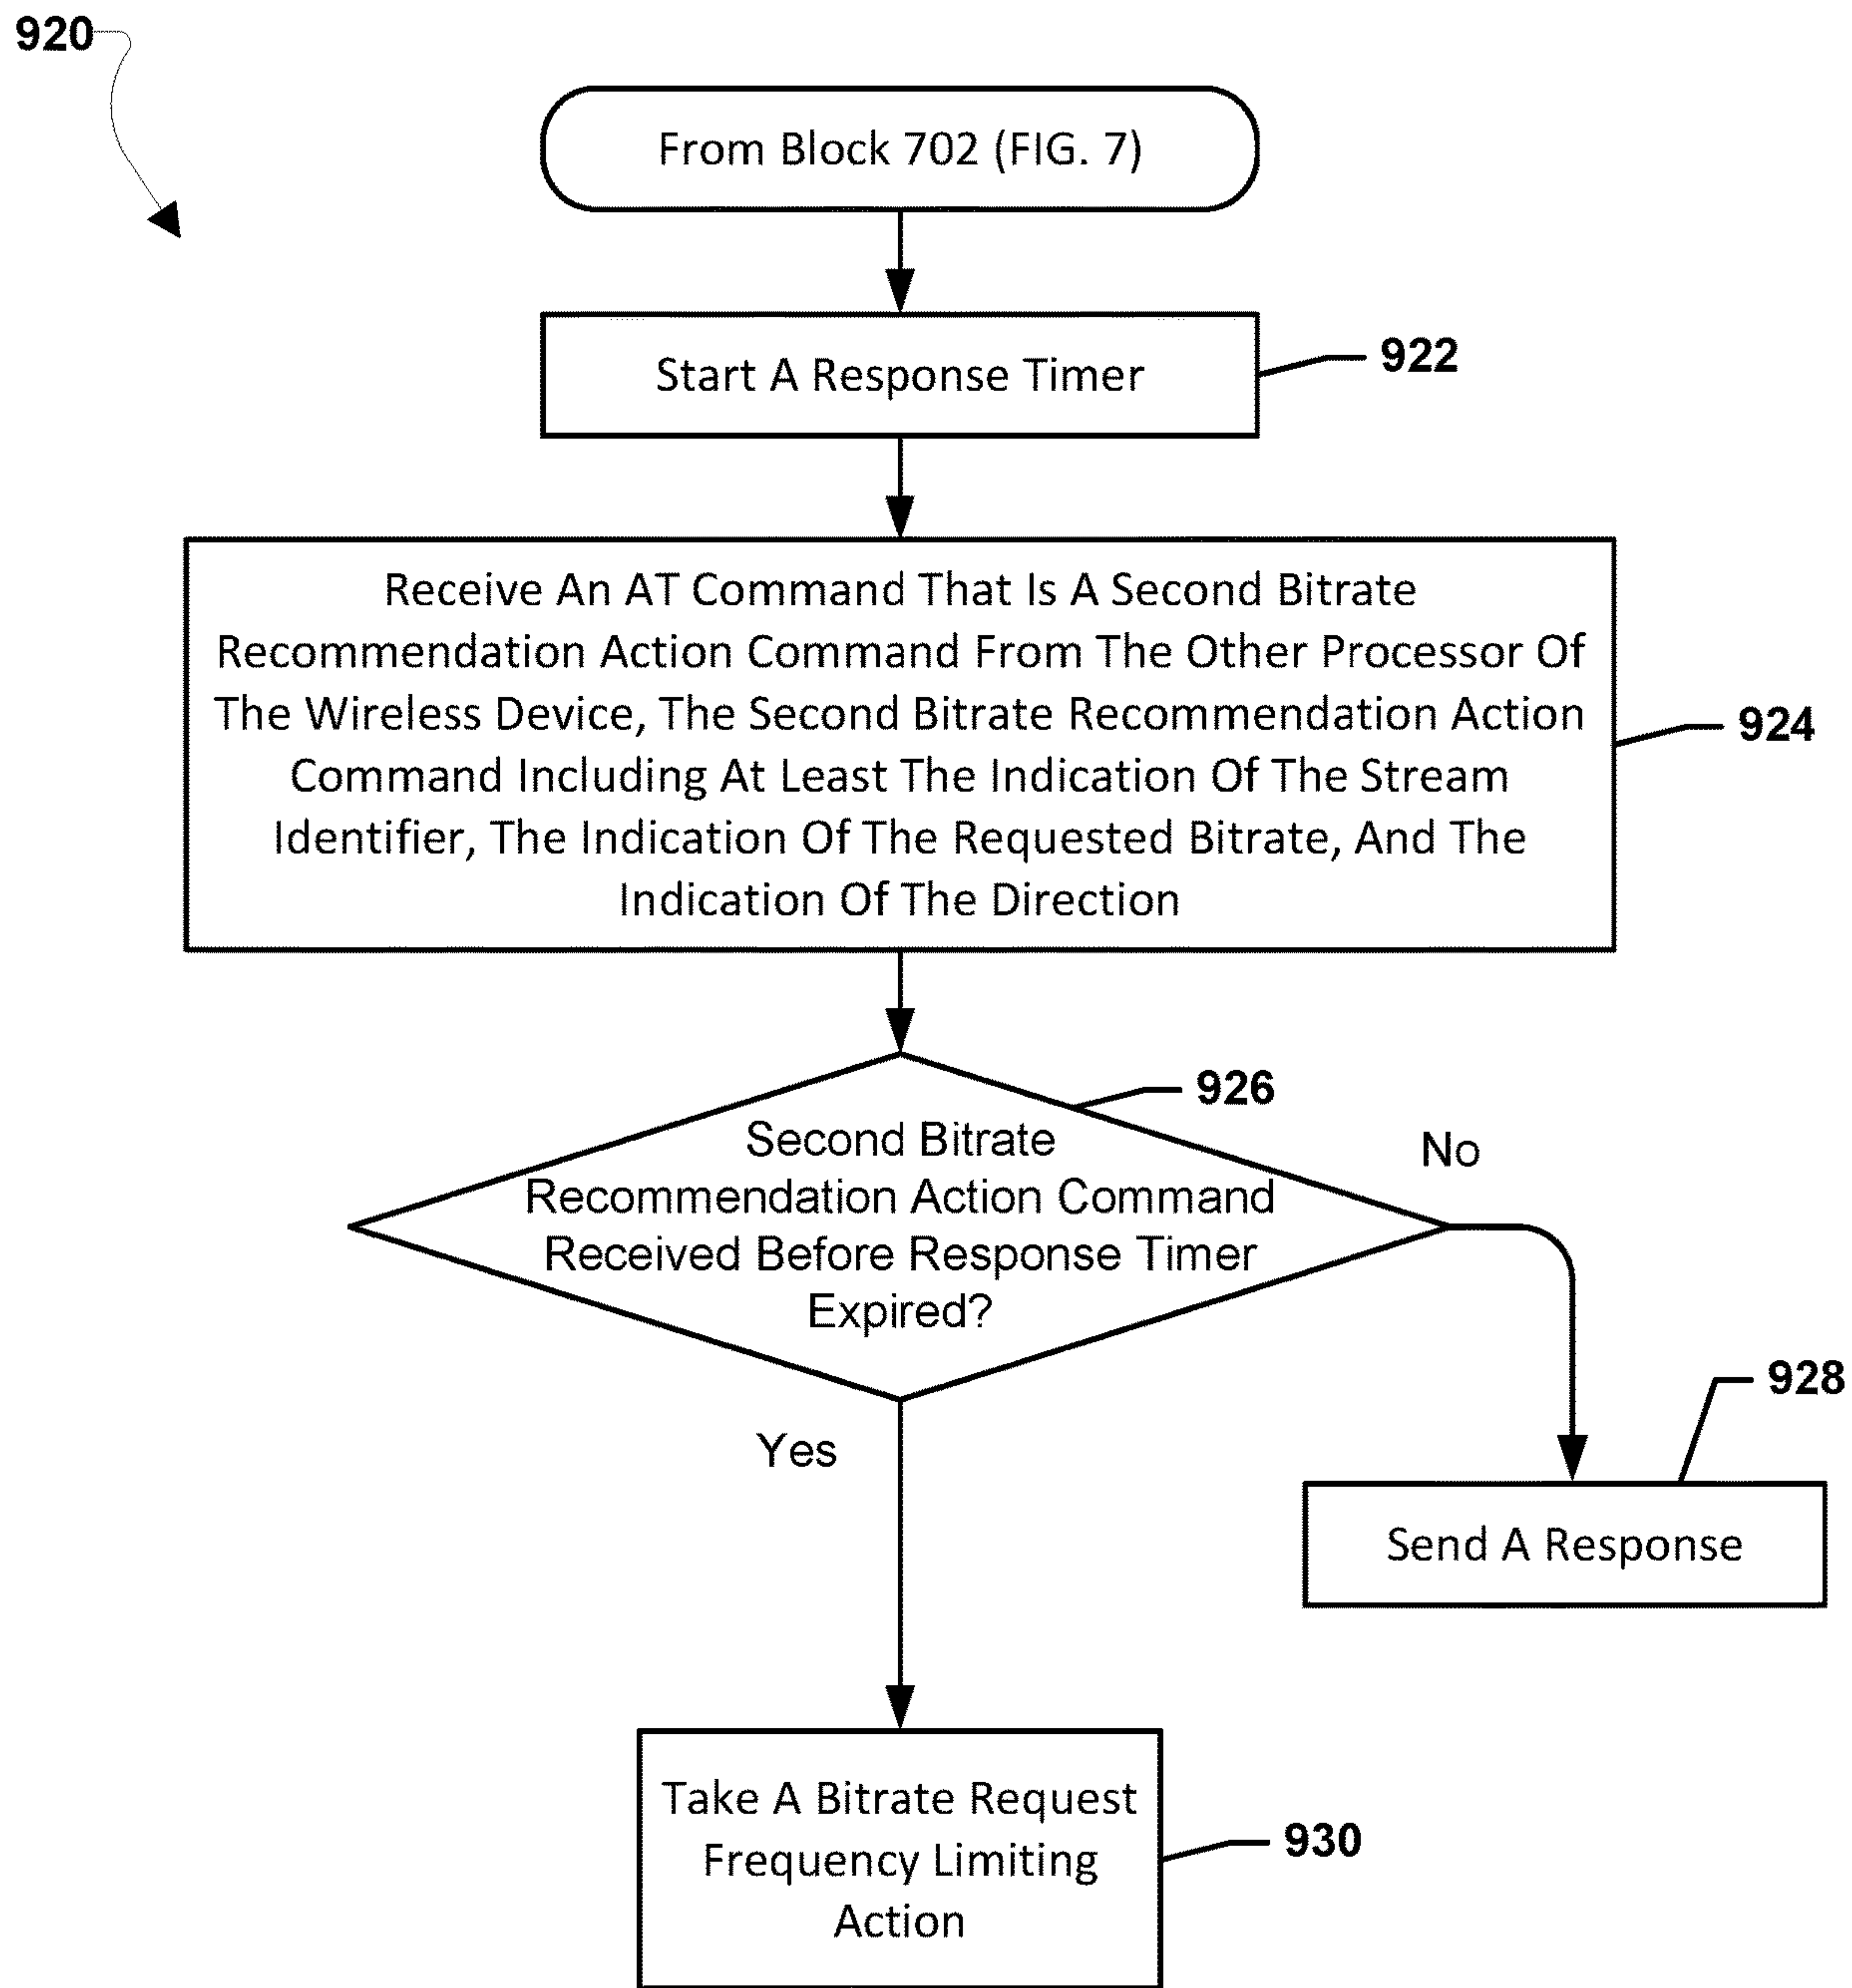 920
From Block 702 (FIG. 7)
Start A Response Timer
922
Receive An AT Command That Is A Second Bitrate
Recommendation Action Command From The Other Processor Of
The Wireless Device, The Second Bitrate Recommendation Action
Command Including At Least The Indication Of The Stream
Identifier, The Indication Of The Requested Bitrate, And The
Indication Of The Direction
924
926
Second Bitrate
Recommendation Action Command
Received Before Response Timer
Expired?
No
Yes
928
Send A Response
Take A Bitrate Request
Frequency Limiting
Action
930